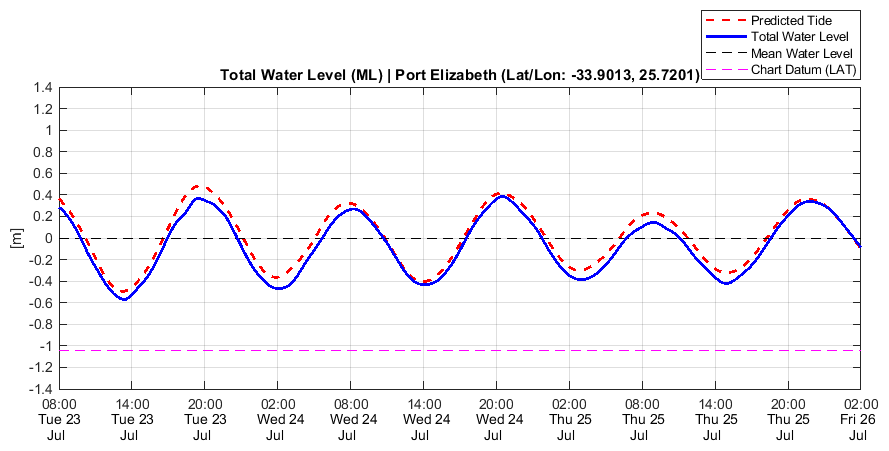 Predicted Tide
Total Water Level
Mean Water Level
Chart Datum (LAT)
Total Water Level (ML) | Port Elizabeth (Lat/Lon: -33.9013, 25.7201)
1.4
1.2
1
0.8
0.6
0.4
0.2
0
-0.2
-0.4
-0.6
-0.8
-1
-1.2
-1.4
[m]
08:00 14:00 20:00 02:00 08:00 14:00 20:00 02:00 08:00 14:00 20:00 02:00
Tue 23 Tue 23 Tue 23 Wed 24 Wed 24 Wed 24 Wed 24 Thu 25 Thu 25 Thu 25 Thu 25 Fri 26
Jul Jul Jul Jul Jul Jul Jul Jul Jul Jul Jul Jul